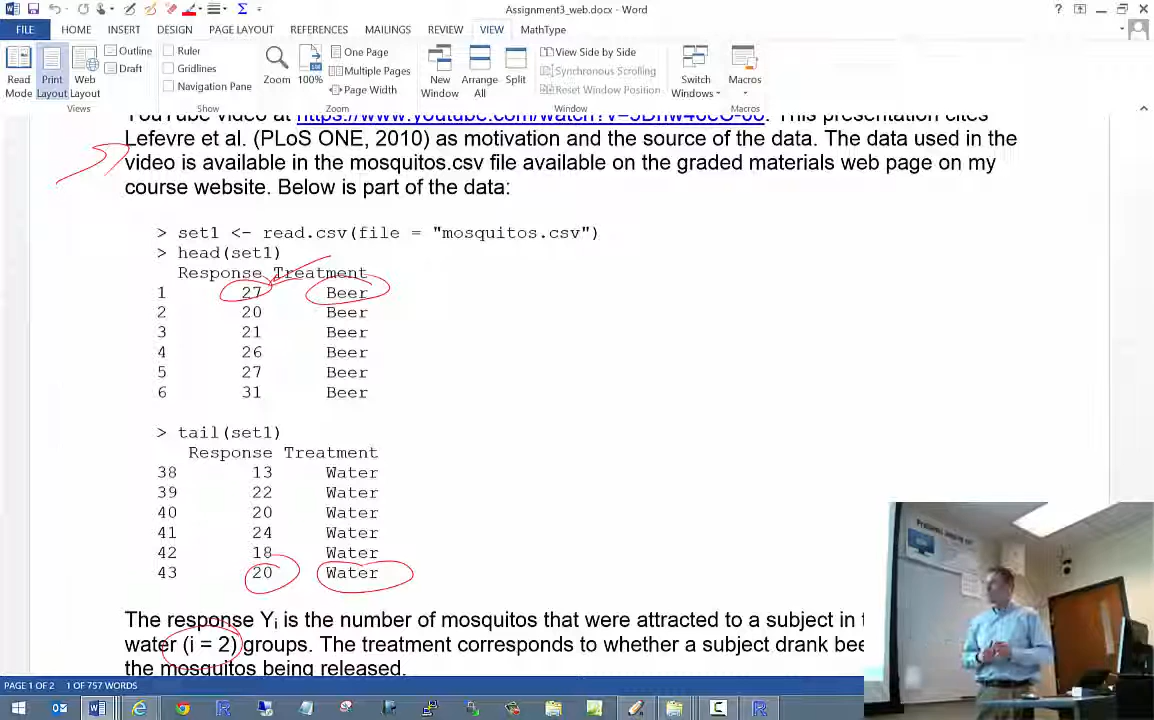 Assignment3_web.docx - Word
FILE HOME INSERT DESIGN PAGE LAYOUT REFERENCES MAILINGS REVIEW VIEW MathType
Read Mode
Print Layout
Web Layout
Outline
Draft
Views
Ruler
Gridlines
Navigation Pane
Show
Zoom
100%
One Page
Multiple Pages
Page Width
Zoom
New Window
Arrange All
Split
View Side by Side
Synchronous Scrolling
Reset Window Position
Window
Switch Windows
Macros
Macros
YouTube video at This presentation cites
Lefevre et al. (PLoS ONE, 2010) as motivation and the source of the data. The data used in the
video is available in the mosquitos.csv file available on the graded materials web page on my
course website. Below is part of the data:
> set1 <- read.csv(file = "mosquitos.csv")
> head(set1)
Response Treatment
1 27 Beer
2 20 Beer
3 21 Beer
4 26 Beer
5 27 Beer
6 31 Beer
> tail(set1)
Response Treatment
38 13 Water
39 22 Water
40 20 Water
41 24 Water
42 18 Water
43 20 Water
The response Yi is the number of mosquitos that were attracted to a subject in
water (i = 2) groups. The treatment corresponds to whether a subject drank
the mosquitos being released.
PAGE 1 OF 2 1 OF 757 WORDS